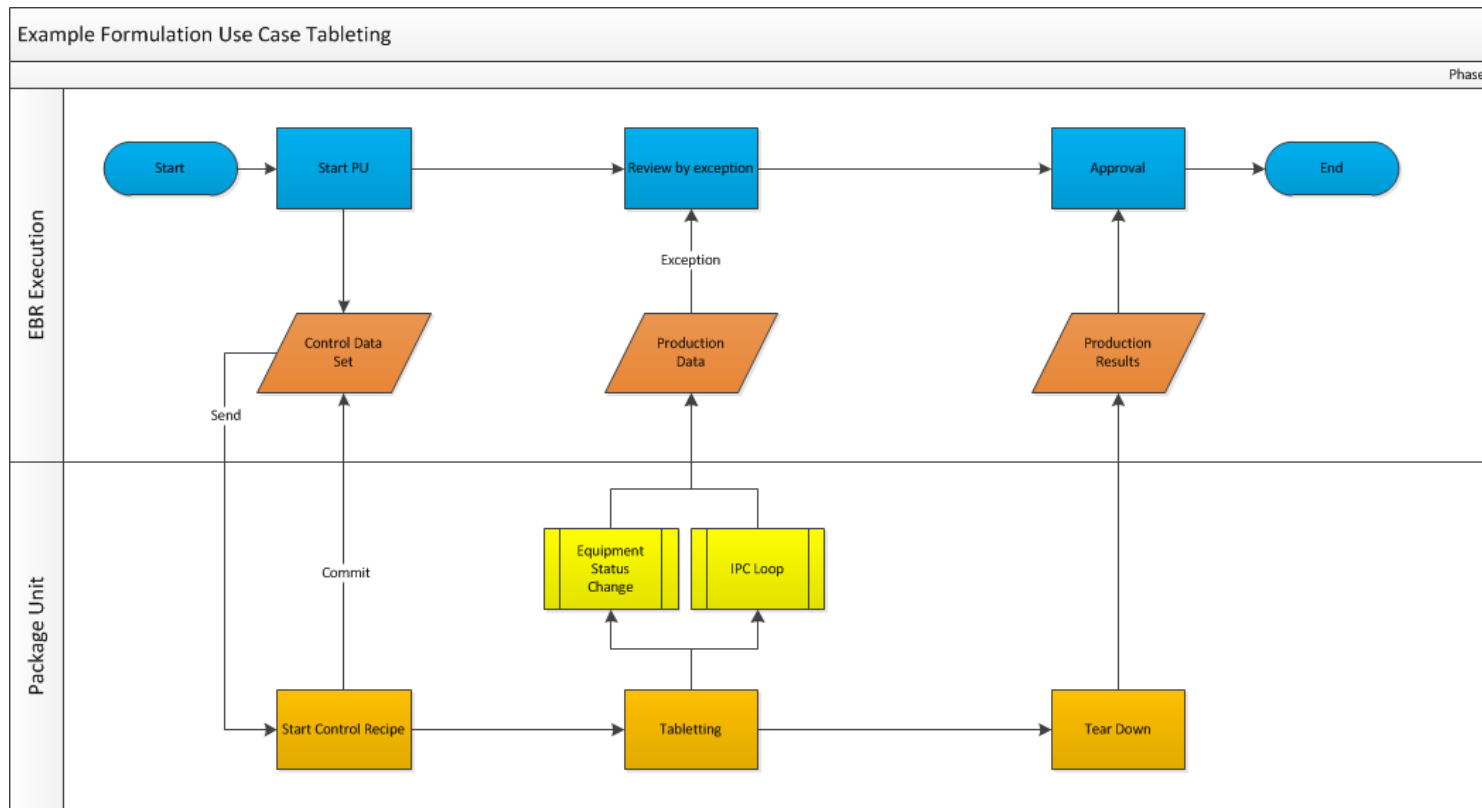 Example Formulation Use Case Tableting
Phase
EBR Execution
Start
Start PU
Review by exception
Approval
End
Exception
Control Data
Set
Production
Data
Production
Results
Send
Package Unit
Equipment
Status
Change
IPC Loop
Commit
Start Control Recipe
Tabletting
Tear Down